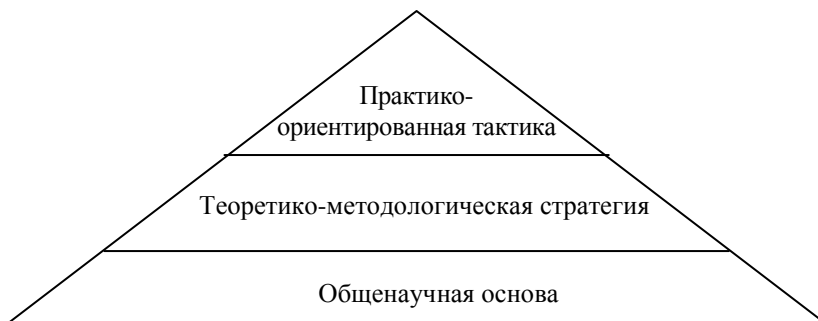 Практико-
ориентированная тактика
Теоретико-методологическая стратегия
Общенаучная основа